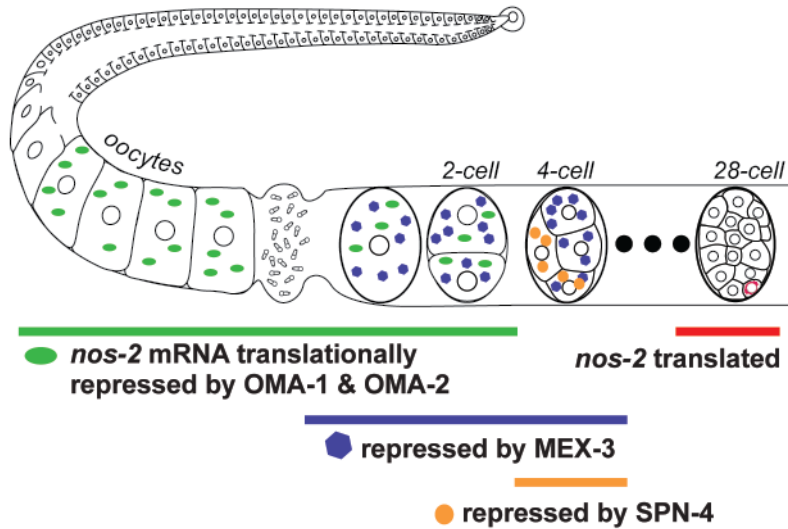 oocytes
2-cell
4-cell
28-cell
nos-2 mRNA translationally
repressed by OMA-1 & OMA-2
nos-2 translated
repressed by MEX-3
repressed by SPN-4